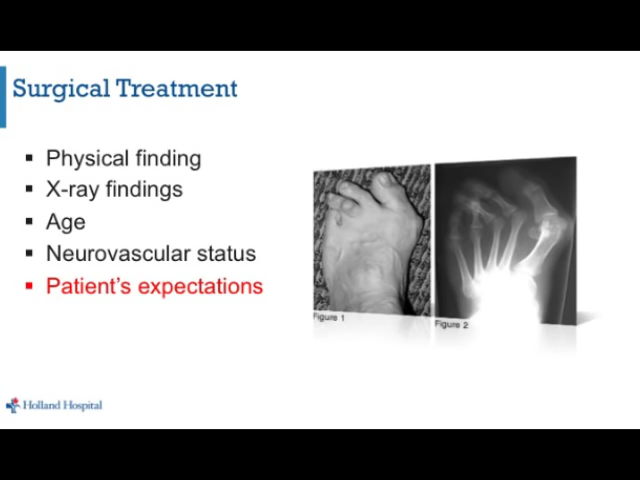 Surgical Treatment
▪ Physical finding
▪ X-ray findings
▪ Age
▪ Neurovascular status
▪ Patient's expectations
Figure 1
Figure 2
Holland Hospital